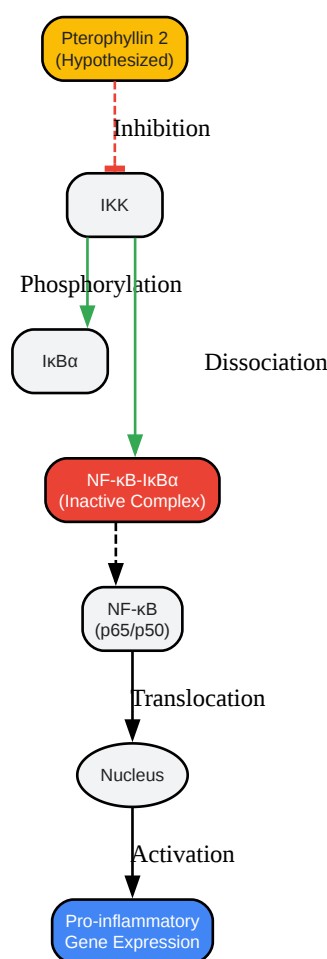 Pterophyllin 2
(Hypothesized)
Inhibition
IKK
Phosphorylation
IκBα
Dissociation
NF-κB-IκBα
(Inactive Complex)
NF-κB
(p65/p50)
Translocation
Nucleus
Activation
Pro-inflammatory
Gene Expression